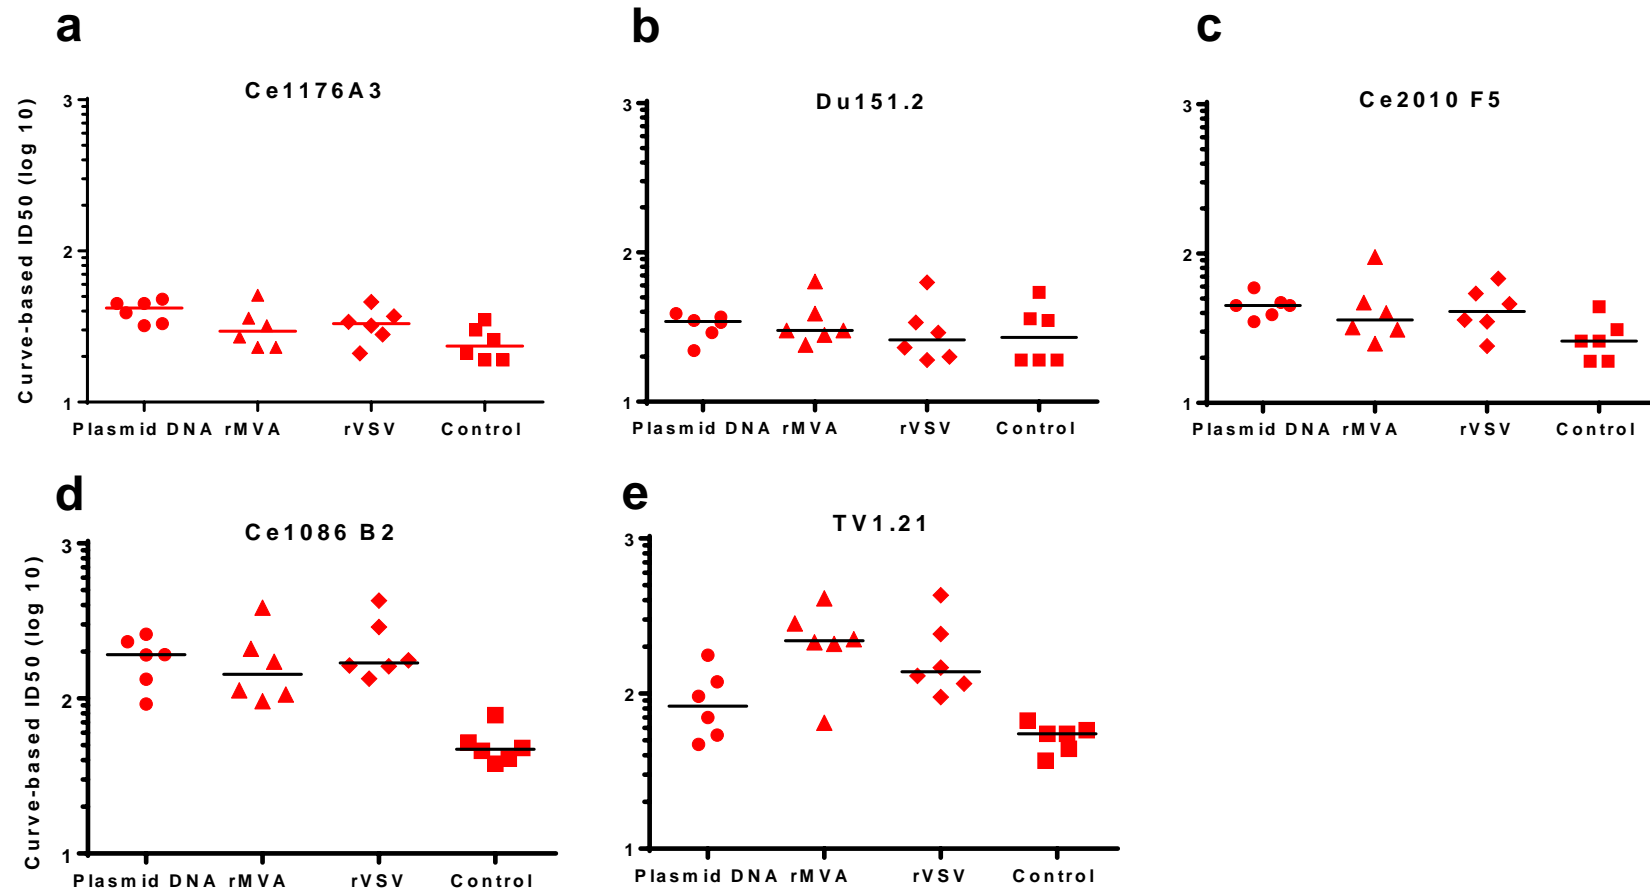 a
Ce1176A3
Curve-based ID50 (log 10)
3
2
1
Plasmid DNA rMVA rVSV Control
b
Du151.2
3
2
1
Plasmid DNA rMVA rVSV Control
c
Ce2010 F5
3
2
1
Plasmid DNA rMVA rVSV Control
d
Ce1086 B2
Curve-based ID50 (log 10)
3
2
1
Plasmid DNA rMVA rVSV Control
e
TV1.21
3
2
1
Plasmid DNA rMVA rVSV Control